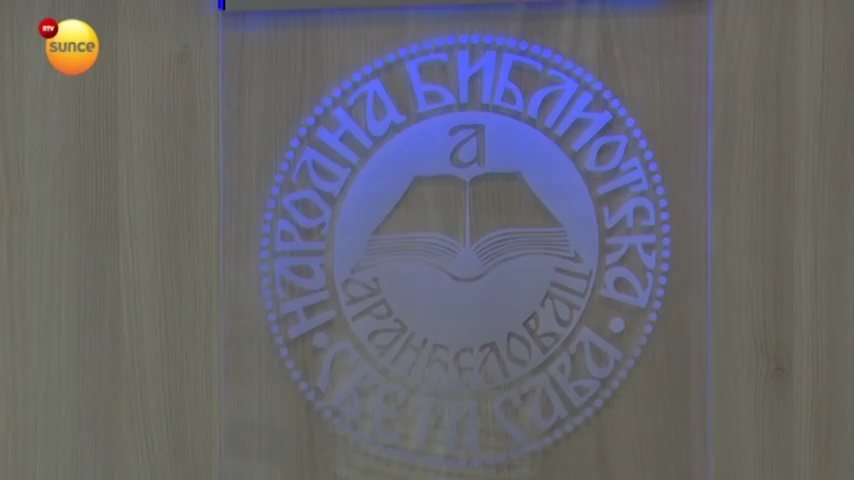 RTV
sunce
НАРОДНА БИБЛИОТЕКА
а
АРАНЂЕЛОВАЦ
• СВЕТИ САВА •